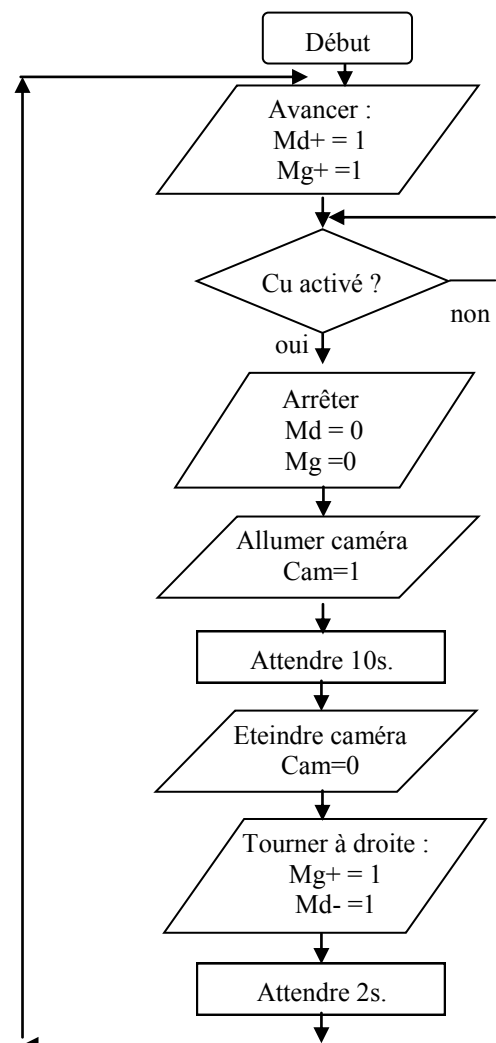 Début
Avancer :
Md+ = 1
Mg+ =1
Cu activé ?
non
oui
Arrêter
Md = 0
Mg =0
Allumer caméra
Cam=1
Attendre 10s.
Eteindre caméra
Cam=0
Tourner à droite :
Mg+ = 1
Md- =1
Attendre 2s.